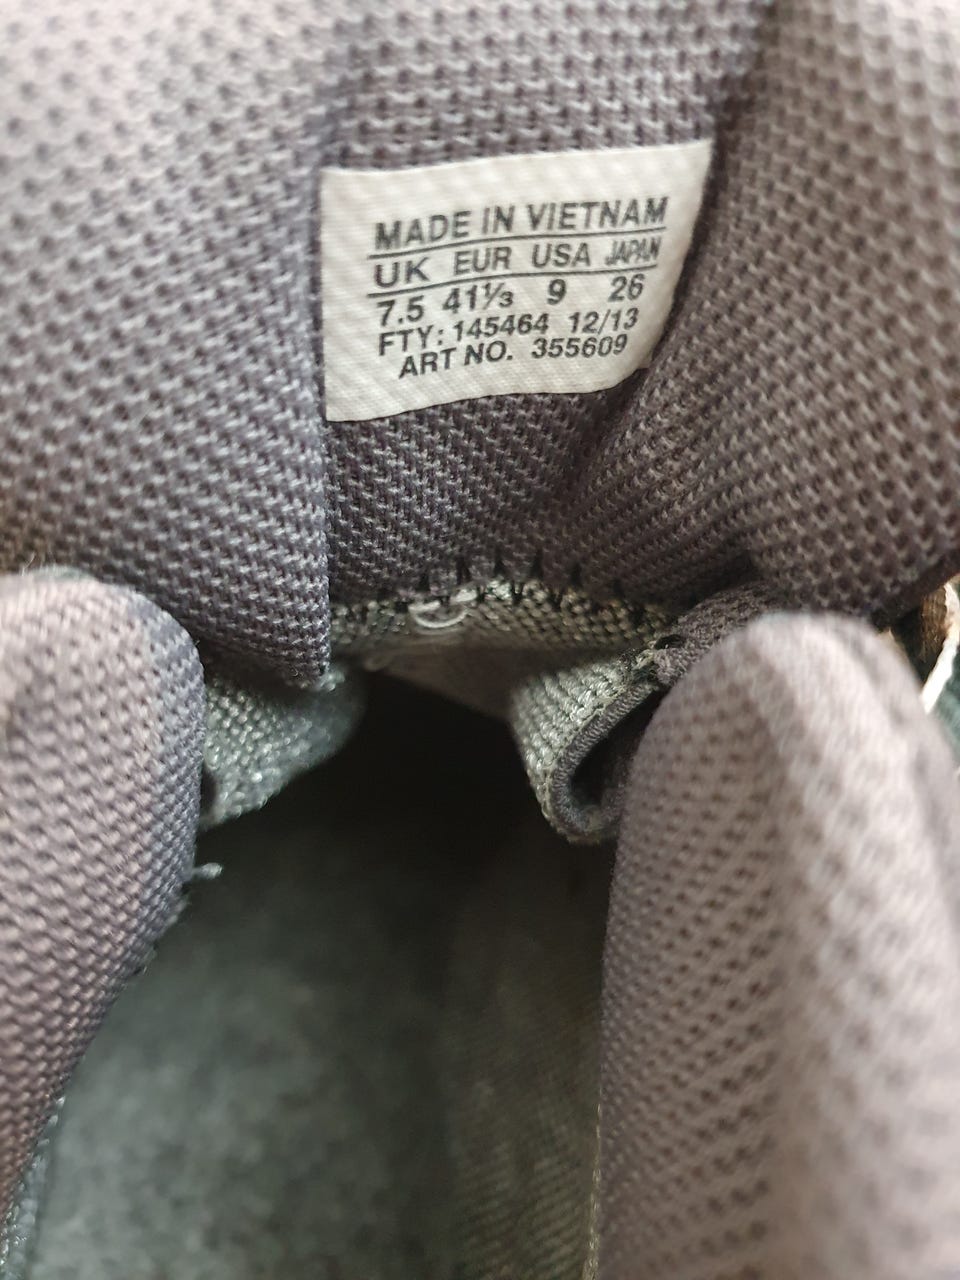 MADE IN VIETNAM
UK EUR USA JAPAN
7.5 41⅓ 9 26
FTY: 145464 12/13
ART NO. 355609